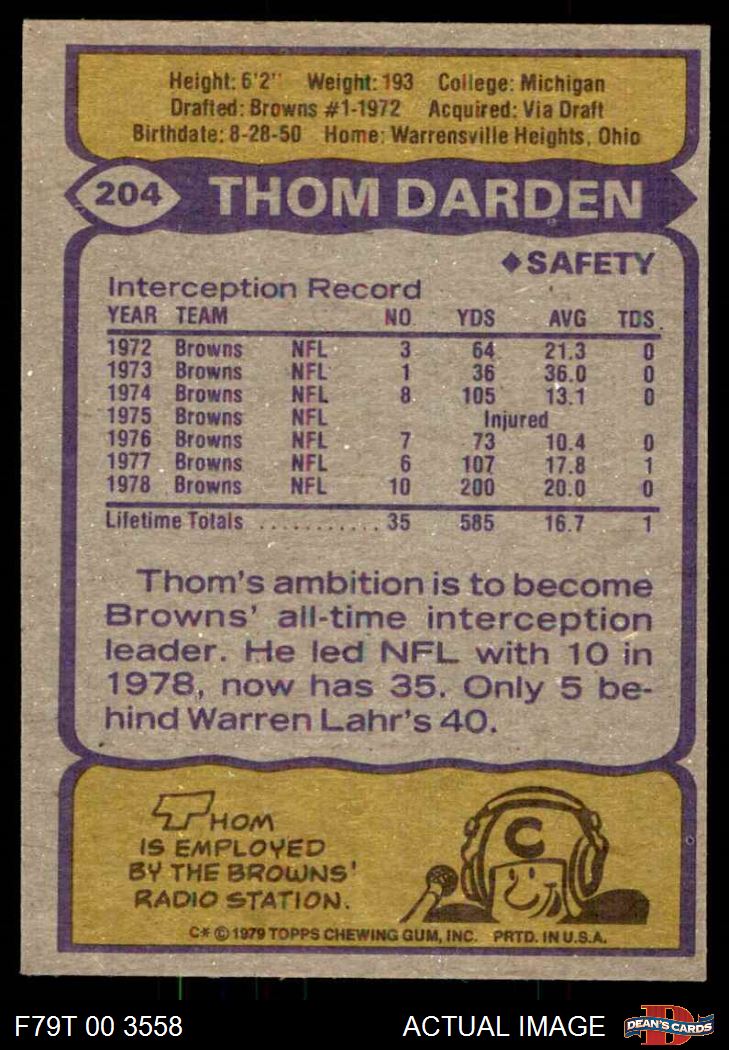 Height: 6'2" Weight: 193 College: Michigan
Drafted: Browns #1-1972 Acquired: Via Draft
Birthdate: 8-28-50 Home: Warrensville Heights, Ohio
204 THOM DARDEN
◆SAFETY
Interception Record
YEAR TEAM NO YDS AVG TDS.
1972 Browns NFL 3 64 21.3 0
1973 Browns NFL 1 36 36.0 0
1974 Browns NFL 8 105 13.1 0
1975 Browns NFL Injured
1976 Browns NFL 7 73 10.4 0
1977 Browns NFL 6 107 17.8 1
1978 Browns NFL 10 200 20.0 0
Lifetime Totals ........... 35 585 16.7 1
Thom's ambition is to become
Browns' all-time interception
leader. He led NFL with 10 in
1978, now has 35. Only 5 be-
hind Warren Lahr's 40.
THOM
IS EMPLOYED
BY THE BROWNS'
RADIO STATION.
C
C* © 1979 TOPPS CHEWING GUM, INC. PRTD. IN U.S.A.
F79T 00 3558 ACTUAL IMAGE D DEAN'S CARDS